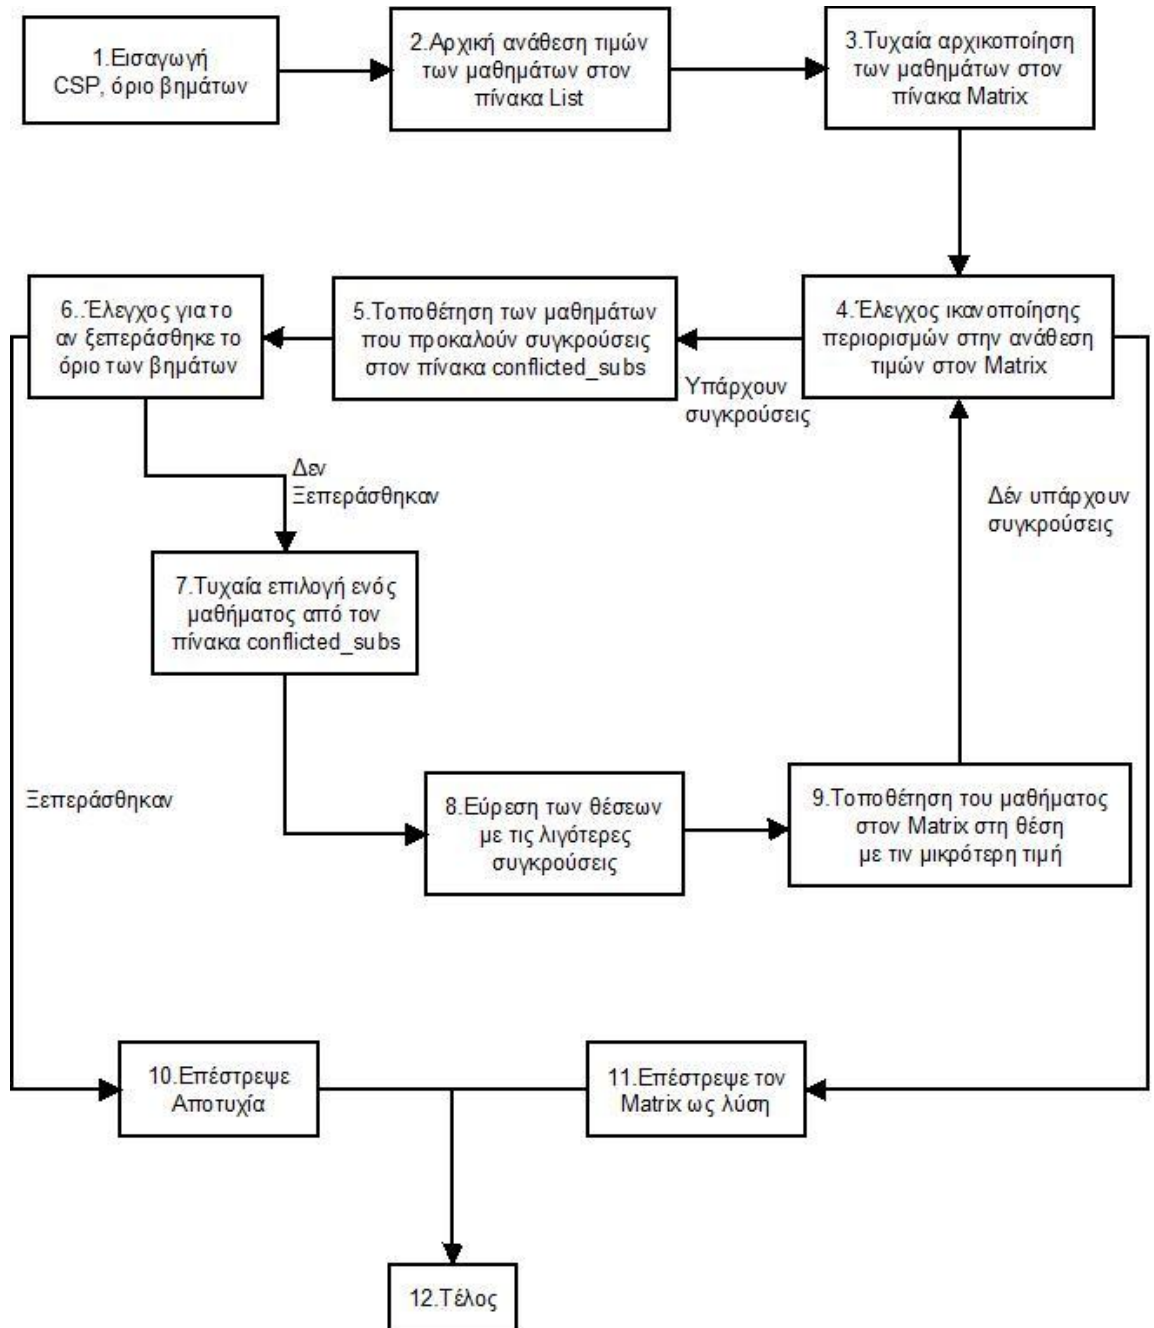 1.Εισαγωγή
CSP, όριο βημάτων
2.Αρχική ανάθεση τιμών
των μαθημάτων στον
πίνακα List
3.Τυχαία αρχικοποίηση
των μαθημάτων στον
πίνακα Matrix
4.Έλεγχος ικανοποίησης
περιορισμών στην ανάθεση
τιμών στον Matrix
5.Τοποθέτηση των μαθημάτων
που προκαλούν συγκρούσεις
στον πίνακα conflicted_subs
6..Έλεγχος για το
αν ξεπεράσθηκε το
όριο των βημάτων
Υπάρχουν
συγκρούσεις
Δεν
Ξεπεράσθηκαν
Δέν υπάρχουν
συγκρούσεις
7.Τυχαία επιλογή ενός
μαθήματος από τον
πίνακα conflicted_subs
Ξεπεράσθηκαν
8.Εύρεση των θέσεων
με τις λιγότερες
συγκρούσεις
9.Τοποθέτηση του μαθήματος
στον Matrix στη θέση
με τιν μικρότερη τιμή
10.Επέστρεψε
Αποτυχία
11.Επέστρεψε τον
Matrix ως λύση
12.Τέλος